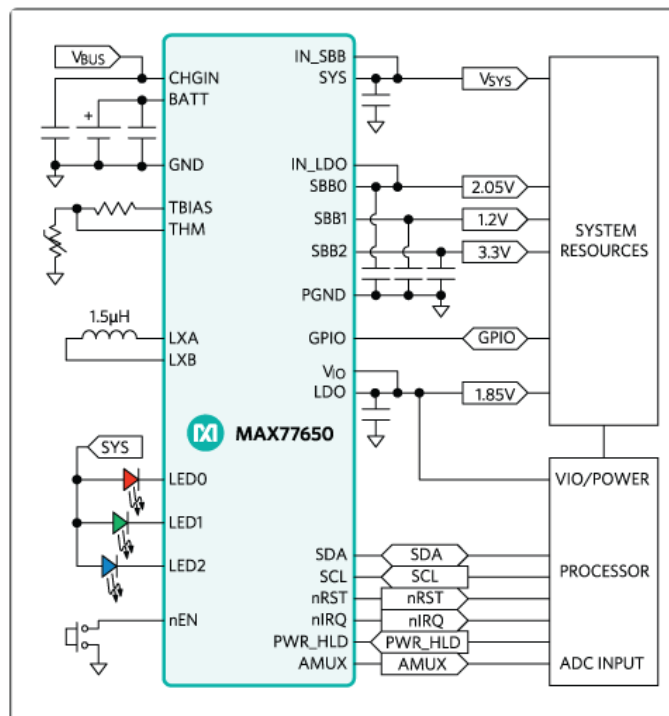 VBUS
CHGIN
BATT
+
GND
TBIAS
THM
1.5µH
LXA
LXB
SYS
LED0
LED1
LED2
nEN
MAX77650
IN_SBB
SYS
IN_LDO
SBB0
SBB1
SBB2
PGND
GPIO
VIO
LDO
SDA
SCL
nRST
nIRQ
PWR_HLD
AMUX
VSYS
2.05V
1.2V
3.3V
GPIO
1.85V
SDA
SCL
nRST
nIRQ
PWR_HLD
AMUX
SYSTEM
RESOURCES
VIO/POWER
PROCESSOR
ADC INPUT